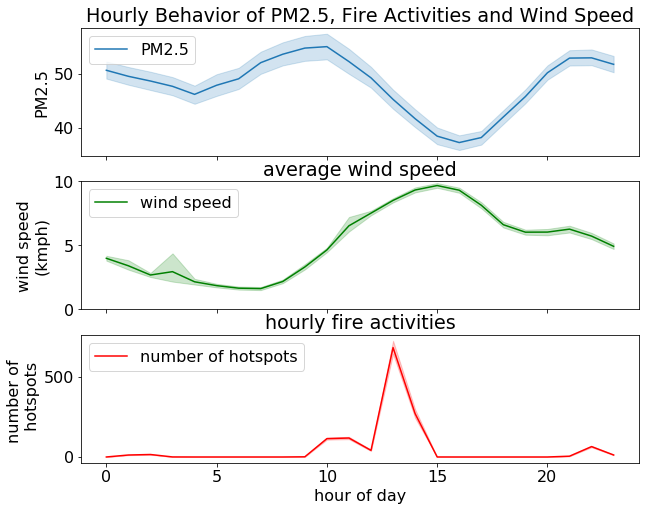 Hourly Behavior of PM2.5, Fire Activities and Wind Speed
PM2.5
PM2.5
50
40
average wind speed
wind speed
wind speed
(kmph)
10
5
0
hourly fire activities
number of hotspots
number of
hotspots
500
0
0 5 10 15 20
hour of day